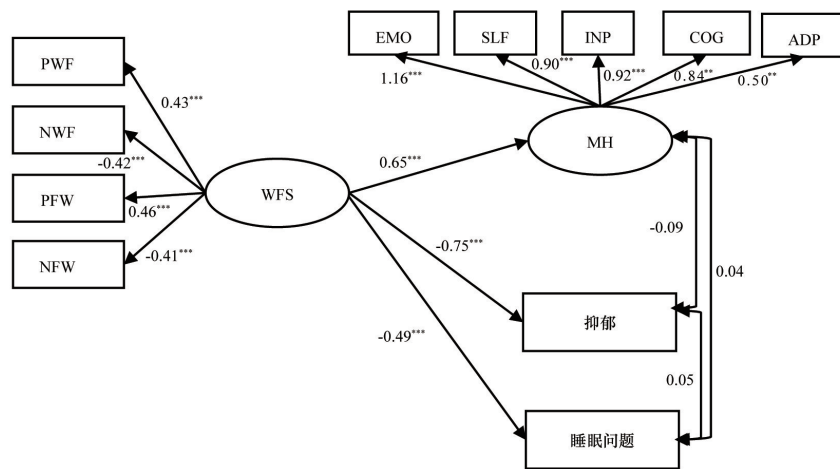 EMO
SLF
INP
COG
ADP
1.16***
0.90***
0.92***
0.84**
0.50**
PWF
NWF
PFW
NFW
0.43***
-0.42***
0.46***
-0.41***
WFS
MH
0.65***
-0.75***
-0.49***
-0.09
0.04
抑郁
0.05
睡眠问题